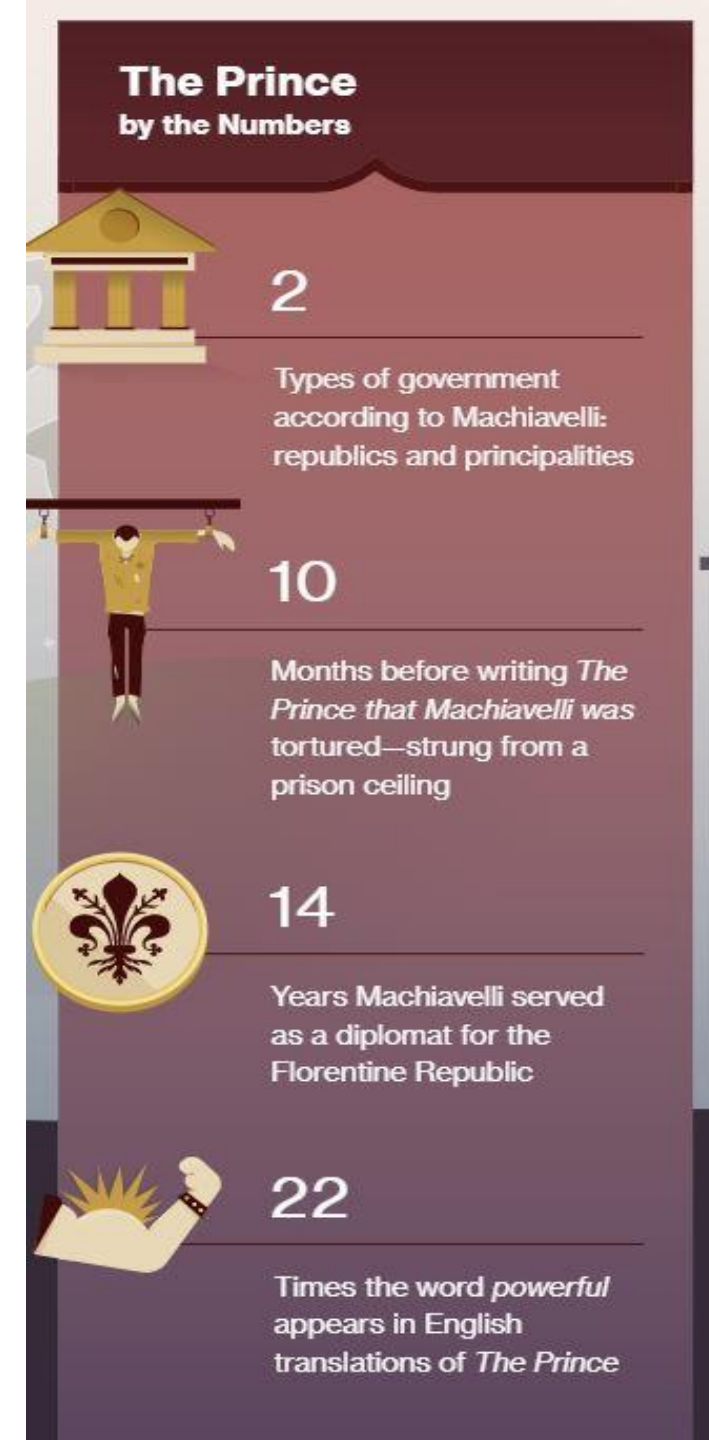 The Prince
by the Numbers
2
Types of government
according to Machiavelli:
republics and principalities
10
Months before writing The
Prince that Machiavelli was
tortured—strung from a
prison ceiling
14
Years Machiavelli served
as a diplomat for the
Florentine Republic
22
Times the word powerful
appears in English
translations of The Prince